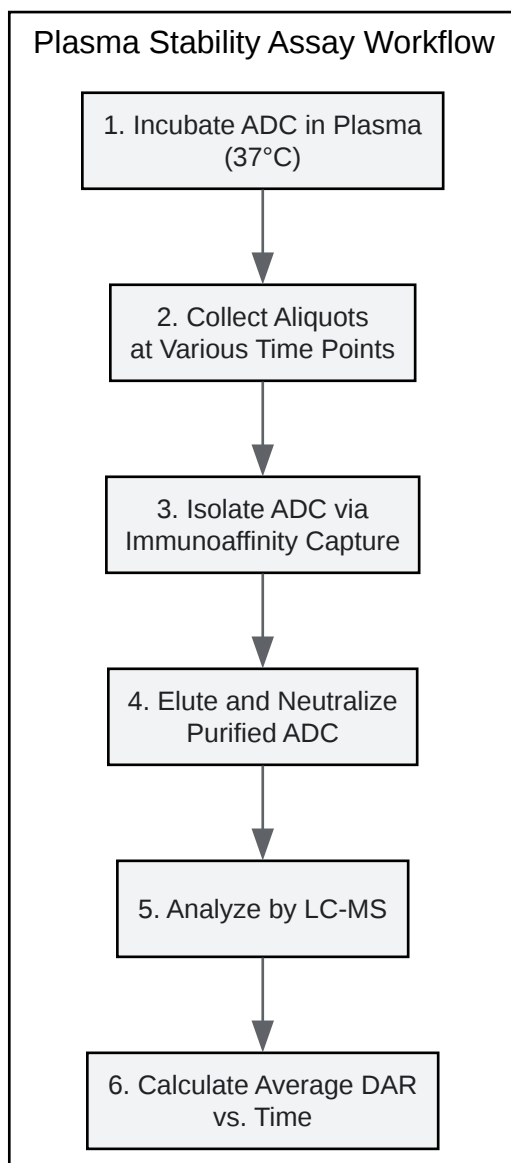 Plasma Stability Assay Workflow
1. Incubate ADC in Plasma
(37°C)
2. Collect Aliquots
at Various Time Points
3. Isolate ADC via
Immunoaffinity Capture
4. Elute and Neutralize
Purified ADC
5. Analyze by LC-MS
6. Calculate Average DAR
vs. Time